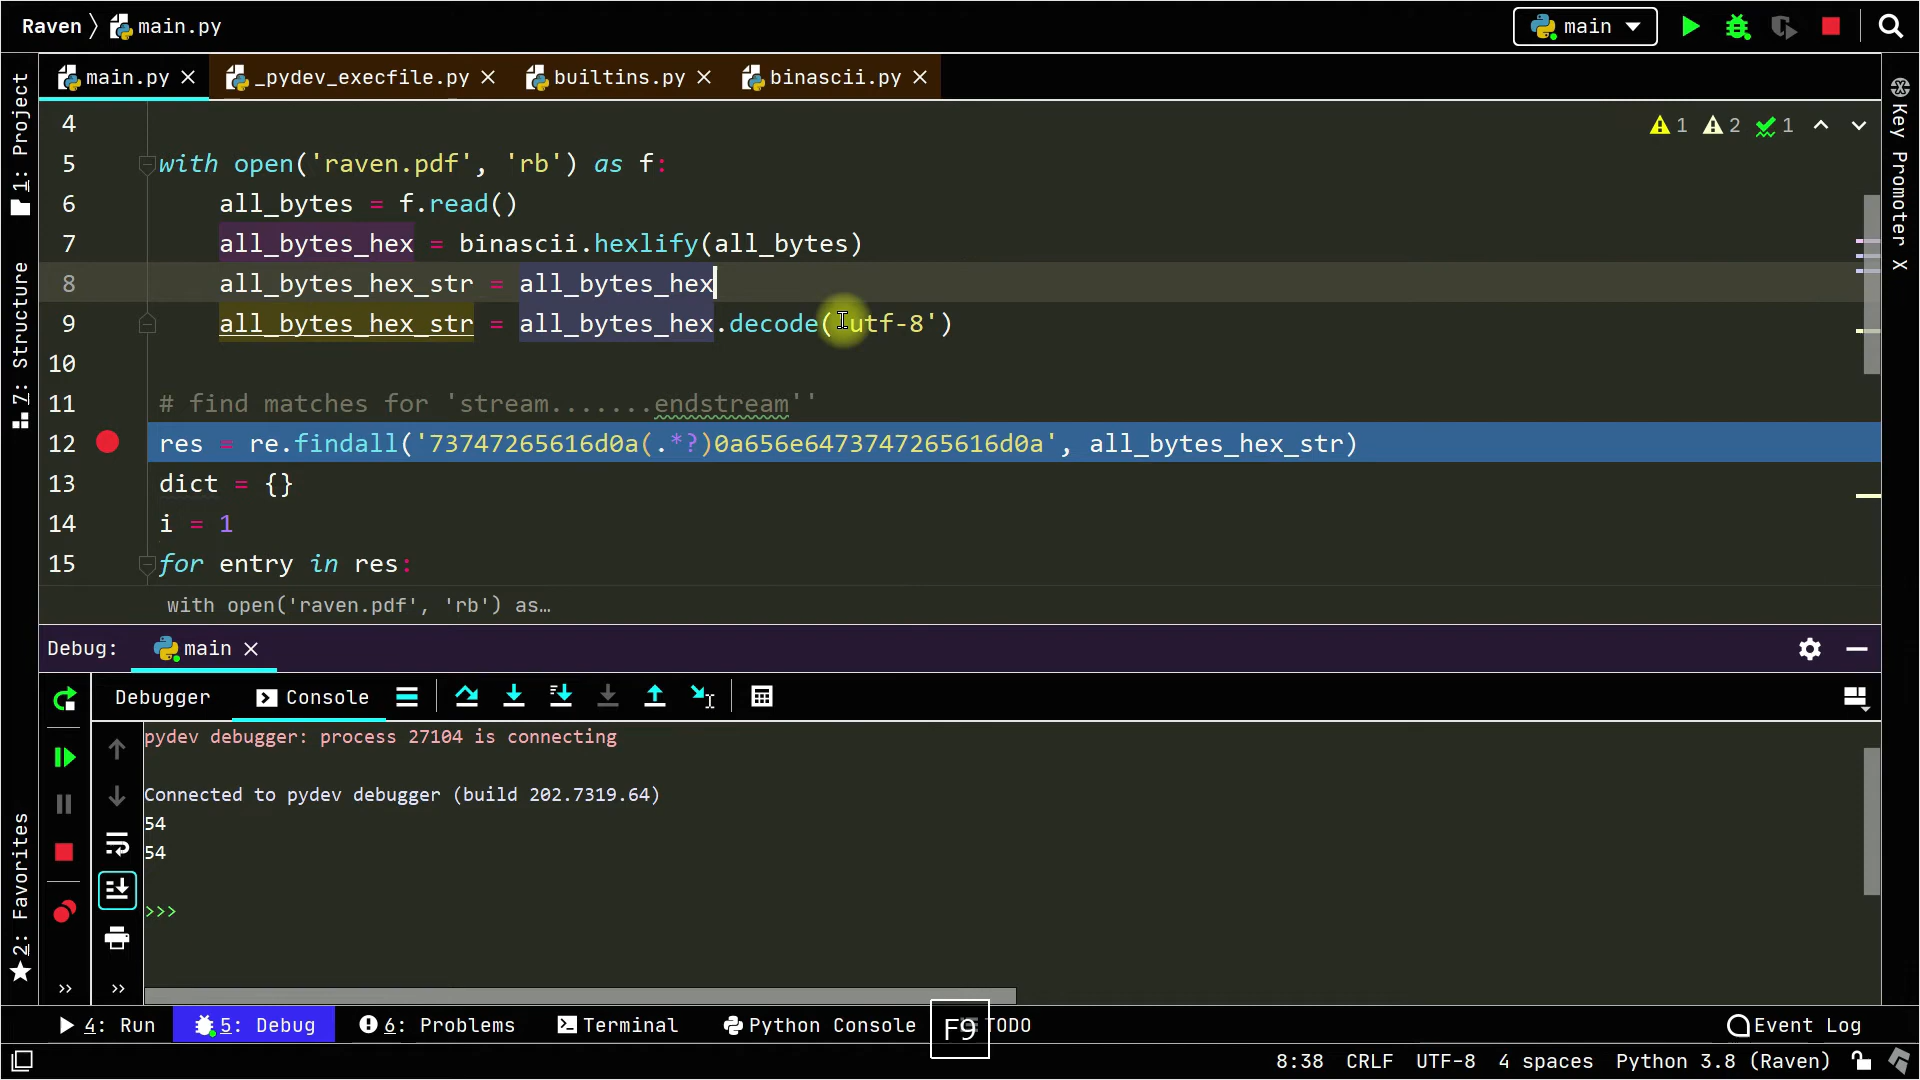 Raven 〉 main.py
main
main.py
_pydev_execfile.py
builtins.py
binascii.py
1: Project
7: Structure
2: Favorites
Key Promoter X
1 2 1
4
5 with open('raven.pdf', 'rb') as f:
6 all_bytes = f.read()
7 all_bytes_hex = binascii.hexlify(all_bytes)
8 all_bytes_hex_str = all_bytes_hex
9 all_bytes_hex_str = all_bytes_hex.decode('utf-8')
10
11 # find matches for 'stream.......endstream''
12 res = re.findall('73747265616d0a(.*?)0a656e6473747265616d0a', all_bytes_hex_str)
13 dict = {}
14 i = 1
15 for entry in res:
with open('raven.pdf', 'rb') as…
Debug: main
Debugger Console
pydev debugger: process 27104 is connecting
Connected to pydev debugger (build 202.7319.64)
54
54
>>>
4: Run 5: Debug 6: Problems Terminal Python Console F9 TODO Event Log
8:38 CRLF UTF-8 4 spaces Python 3.8 (Raven)